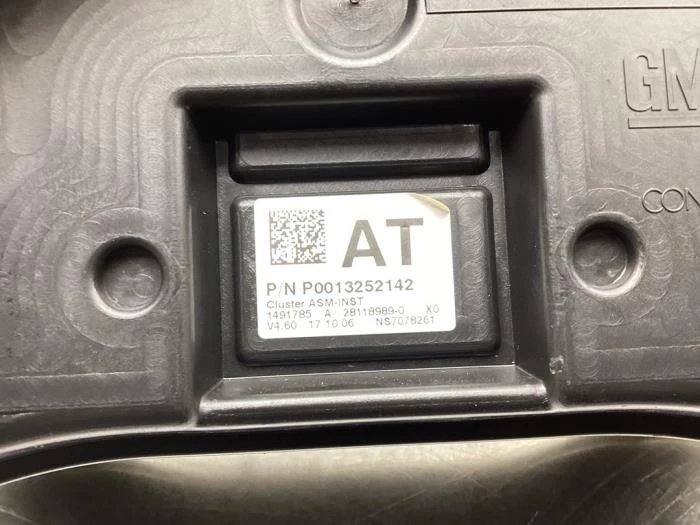 GM
CON
AT
P/N P0013252142
Cluster ASM-INST
1491785 A 28118989-0 X0
V4.60 17 10 06 NS7078261